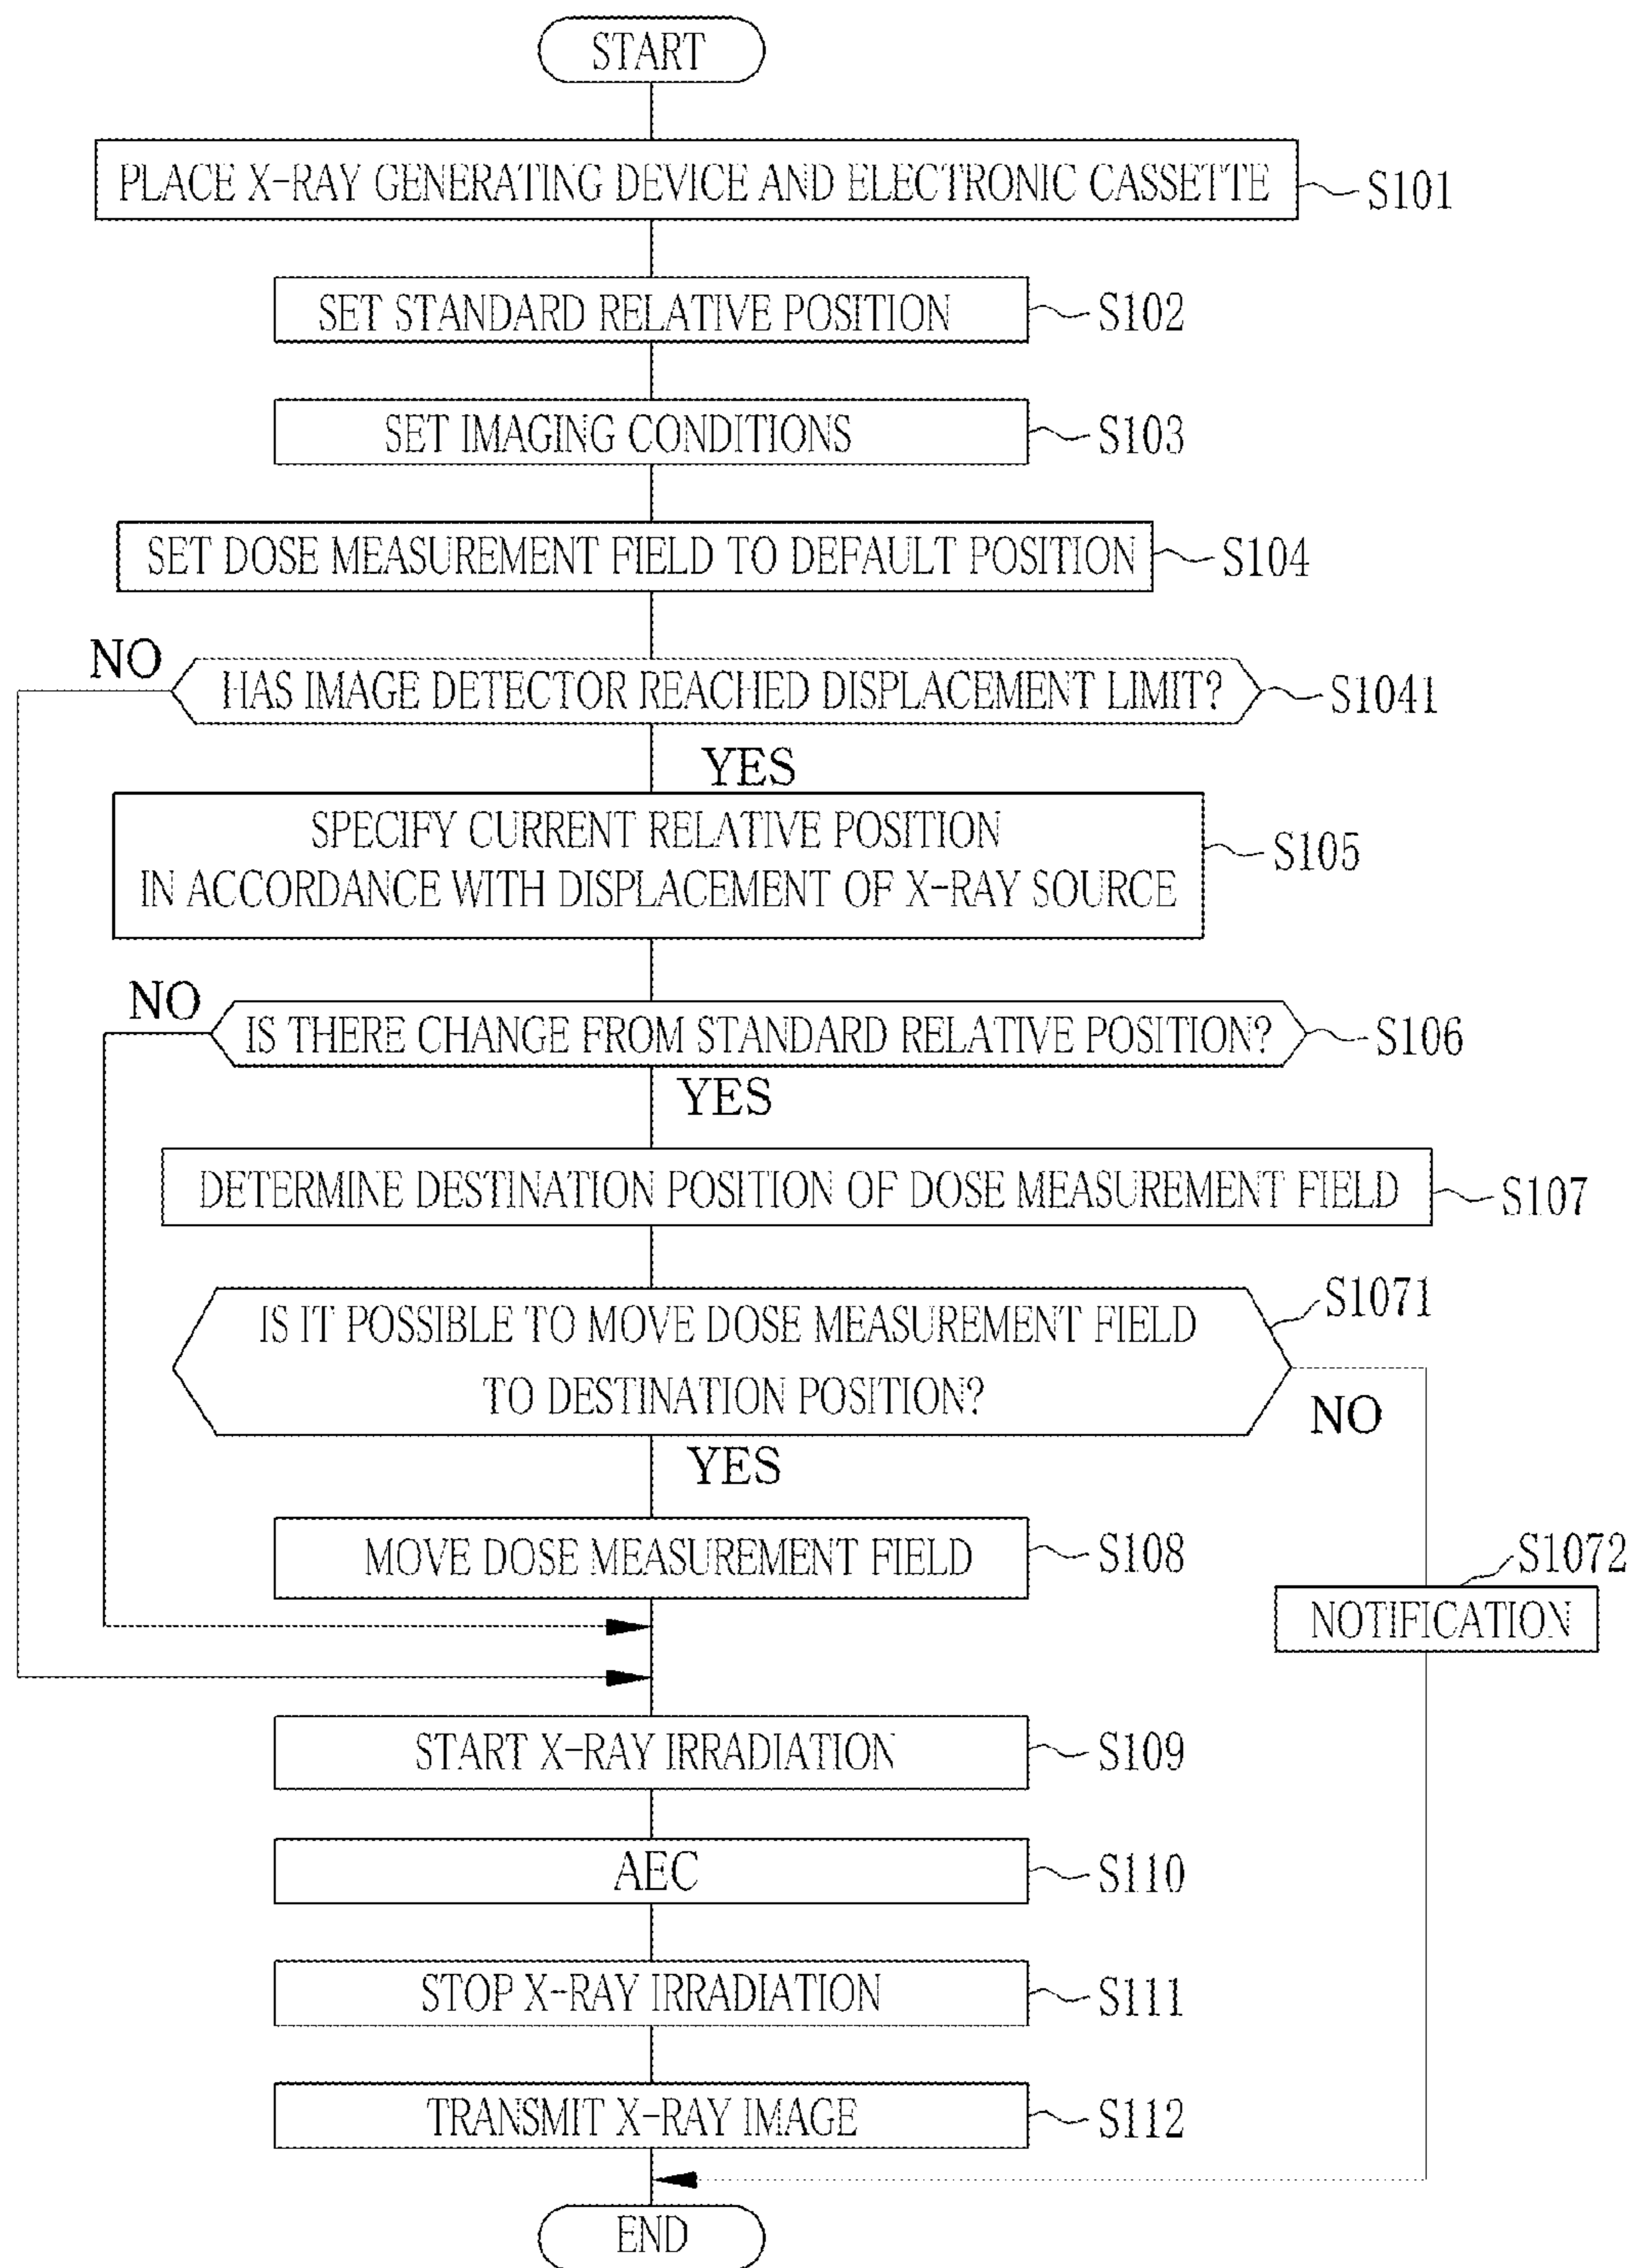 START
PLACE X-RAY GENERATING DEVICE AND ELECTRONIC CASSETTE
S101
SET STANDARD RELATIVE POSITION
S102
SET IMAGING CONDITIONS
S103
SET DOSE MEASUREMENT FIELD TO DEFAULT POSITION
S104
NO
HAS IMAGE DETECTOR REACHED DISPLACEMENT LIMIT?
S1041
YES
SPECIFY CURRENT RELATIVE POSITION
IN ACCORDANCE WITH DISPLACEMENT OF X-RAY SOURCE
S105
NO
IS THERE CHANGE FROM STANDARD RELATIVE POSITION?
S106
YES
DETERMINE DESTINATION POSITION OF DOSE MEASUREMENT FIELD
S107
IS IT POSSIBLE TO MOVE DOSE MEASUREMENT FIELD
TO DESTINATION POSITION?
S1071
NO
YES
MOVE DOSE MEASUREMENT FIELD
S108
S1072
NOTIFICATION
START X-RAY IRRADIATION
S109
AEC
S110
STOP X-RAY IRRADIATION
S111
TRANSMIT X-RAY IMAGE
S112
END